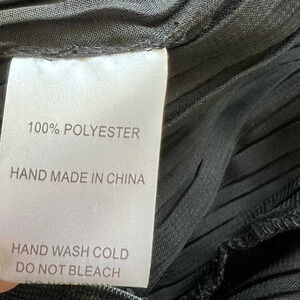 100% POLYESTER
HAND MADE IN CHINA
HAND WASH COLD
DO NOT BLEACH